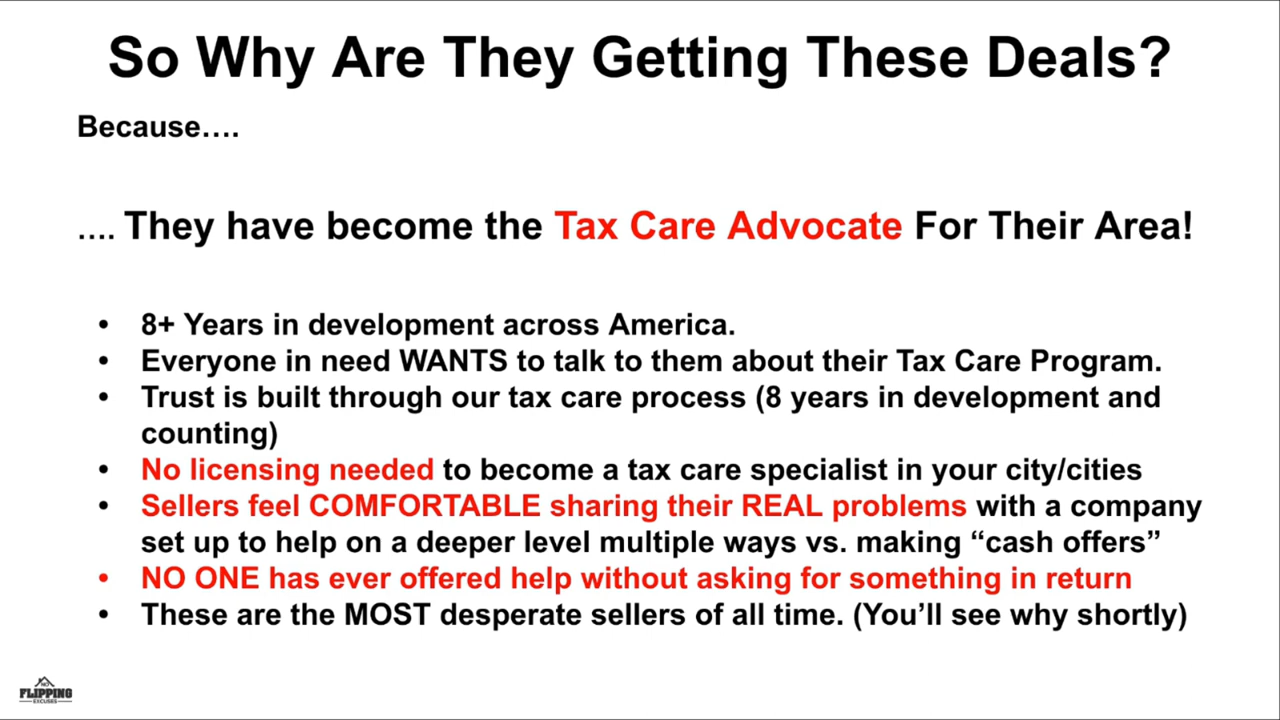 So Why Are They Getting These Deals?
Because….
…. They have become the Tax Care Advocate For Their Area!
• 8+ Years in development across America.
• Everyone in need WANTS to talk to them about their Tax Care Program.
• Trust is built through our tax care process (8 years in development and
counting)
• No licensing needed to become a tax care specialist in your city/cities
• Sellers feel COMFORTABLE sharing their REAL problems with a company
set up to help on a deeper level multiple ways vs. making “cash offers”
• NO ONE has ever offered help without asking for something in return
• These are the MOST desperate sellers of all time. (You’ll see why shortly)
NO
FLIPPING
EXCUSES